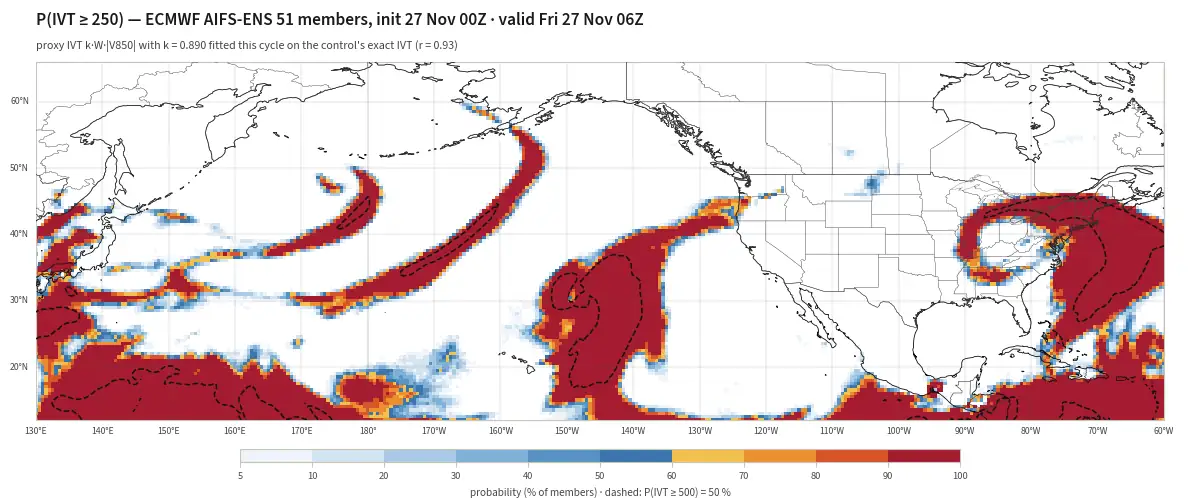 P(IVT ≥ 250) — ECMWF AIFS-ENS 51 members, init 27 Nov 00Z · valid Fri 27 Nov 06Z
proxy IVT k·W·|V850| with k = 0.890 fitted this cycle on the control's exact IVT (r = 0.93)
60°N
50°N
40°N
30°N
20°N
130°E 140°E 150°E 160°E 170°E 180° 170°W 160°W 150°W 140°W 130°W 120°W 110°W 100°W 90°W 80°W 70°W 60°W
5 10 20 30 40 50 60 70 80 90 100
probability (% of members) · dashed: P(IVT ≥ 500) = 50 %